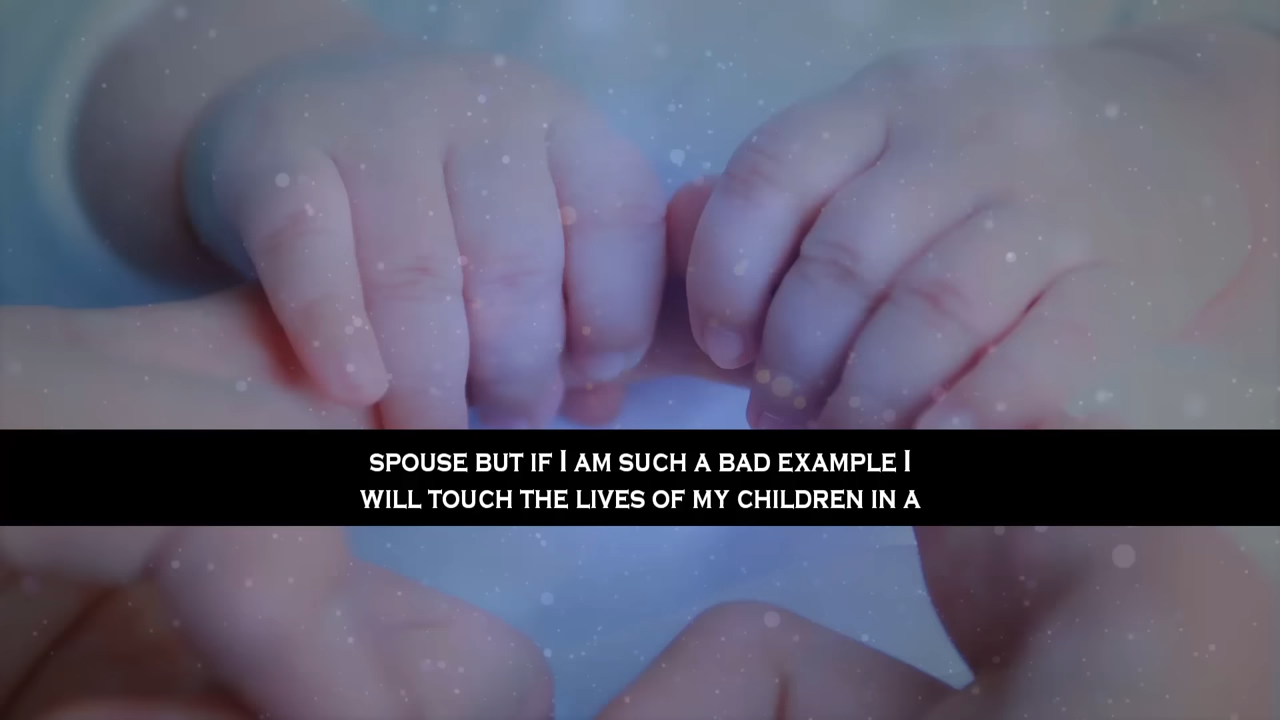 SPOUSE BUT IF I AM SUCH A BAD EXAMPLE I
WILL TOUCH THE LIVES OF MY CHILDREN IN A